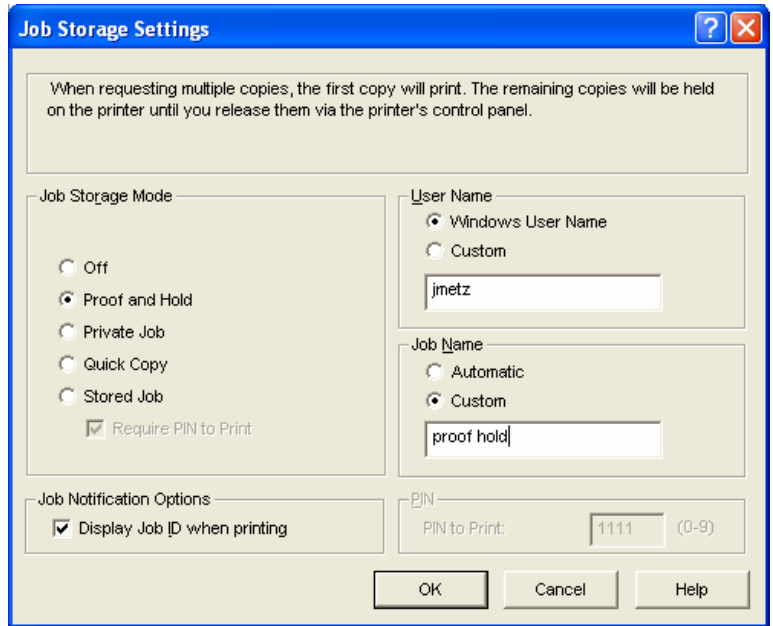 Job Storage Settings
When requesting multiple copies, the first copy will print. The remaining copies will be held
on the printer until you release them via the printer's control panel.
Job Storage Mode
Off
Proof and Hold
Private Job
Quick Copy
Stored Job
Require PIN to Print
User Name
Windows User Name
Custom
jmetz
Job Name
Automatic
Custom
proof hold
Job Notification Options
Display Job ID when printing
PIN
PIN to Print: 1111 (0-9)
OK Cancel Help